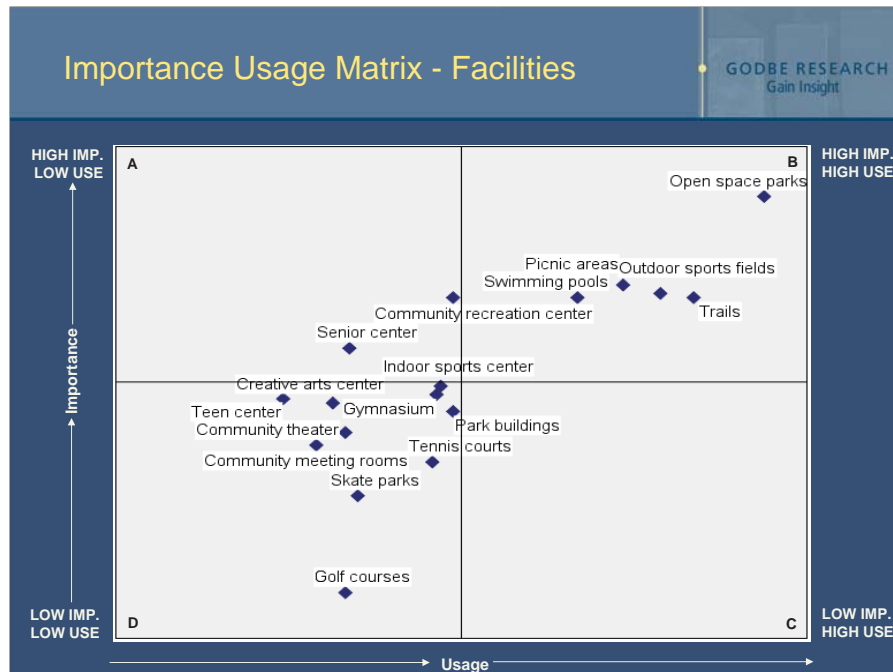 Importance Usage Matrix - Facilities
GODBE RESEARCH
Gain Insight
HIGH IMP.
LOW USE
A
B
HIGH IMP.
HIGH USE
Open space parks
Picnic areas
Outdoor sports fields
Swimming pools
Trails
Community recreation center
Senior center
Indoor sports center
Creative arts center
Teen center
Gymnasium
Park buildings
Community theater
Tennis courts
Community meeting rooms
Skate parks
Golf courses
Importance
LOW IMP.
LOW USE
D
C
LOW IMP.
HIGH USE
Usage